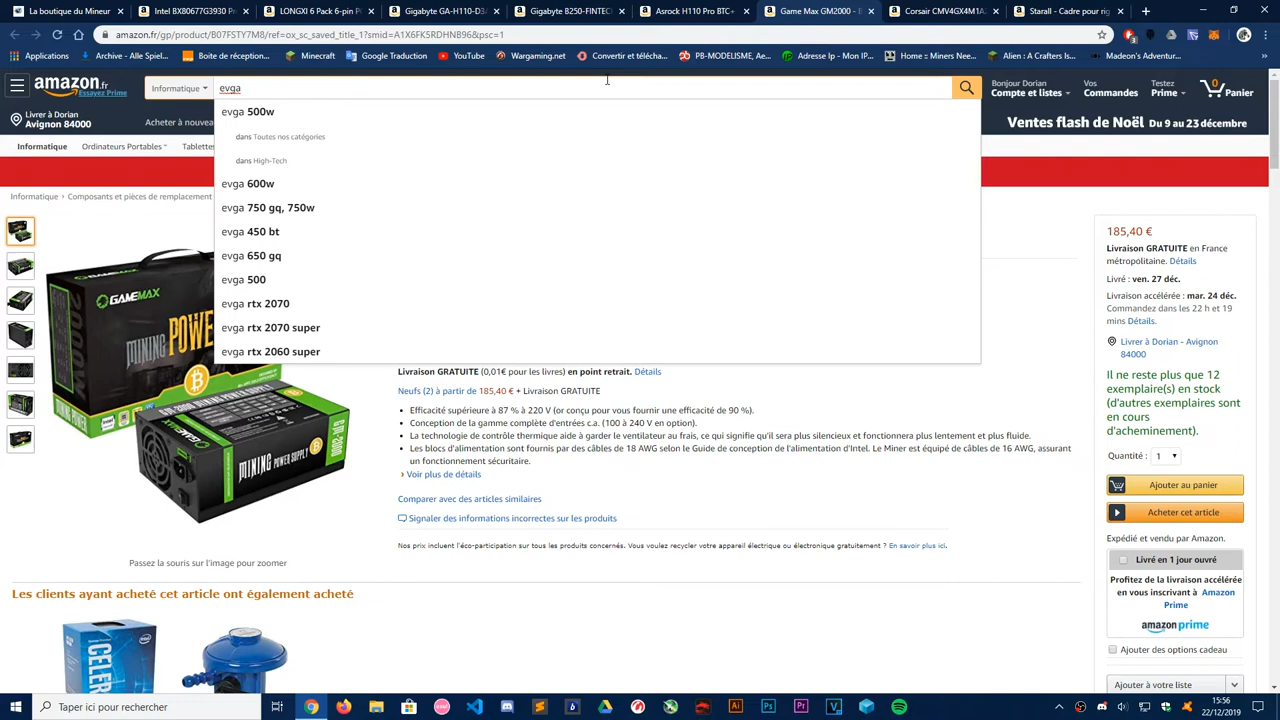 la rentabilité du Minage d
Intel BX80677G3930 Pr
LONGXI 6 Pack 6-pin PC
Gigabyte GA-H110-D3A
Gigabyte B250-FINTECH
Asrock H110 Pro BTC+
Game Max GM2000 - B
Corsair CMV4GX4M1A2
Starall - Cadre pour rig
amazon.fr/gp/product/B07FSTY7M8/ref=ox_sc_saved_title_1?smid=A1X6FK5RDHNB96&psc=1
Applications
Archive - Alle Spiel...
Boite de réception...
Google Traduction
YouTube
Wargaming.net
Convertir et télécha...
PB-MODELISME, Ae...
Adresse Ip - Mon IP...
Home :: Minera Nee...
Alien : A Crafters Is...
Madeon's Adventur...
amazon.fr
Essayez Prime
Informatique
evga
Bonjour Dorian
Compte et listes
Vos
Commandes
Testez
Prime
0
Panier
Livrer à Dorian
Avignon 84000
Acheter à nouveau
Ventes flash de Noël Du 9 au 23 décembre
Informatique
Ordinateurs Portables
Tablettes
evga 500w
dans Toutes nos catégories
dans High-Tech
evga 600w
evga 750 gq, 750w
evga 450 bt
evga 650 gq
evga 500
evga rtx 2070
evga rtx 2070 super
evga rtx 2060 super
Informatique › Composants et pièces de remplacement
GAMEMAX
MINING POWER
GAMEMAX
MINING POWER SUPPLY
Passez la souris sur l'image pour zoomer
Livraison GRATUITE (0,01€ pour les livres) en point retrait. Détails
Neufs (2) à partir de 185,40 € + Livraison GRATUITE
• Efficacité supérieure à 87 % à 220 V (or conçu pour vous fournir une efficacité de 90 %).
• Conception de la gamme complète d'entrées c.a. (100 à 240 V en option).
• La technologie de contrôle thermique aide à garder le ventilateur au frais, ce qui signifie qu'il sera plus silencieux et fonctionnera plus lentement et plus fluide.
• Les blocs d'alimentation sont fournis par des câbles de 18 AWG selon le Guide de conception de l'alimentation d'Intel. Le Miner est équipé de câbles de 16 AWG, assurant
un fonctionnement sécuritaire.
› Voir plus de détails
Comparer avec des articles similaires
Signaler des informations incorrectes sur les produits
Nos prix incluent l'éco-participation sur tous les produits concernés. Vous voulez recycler votre appareil électrique ou électronique gratuitement ? En savoir plus ici.
185,40 €
Livraison GRATUITE en France
métropolitaine. Détails
Livré : ven. 27 déc.
Livraison accélérée : mar. 24 déc.
Commandez dans les 22 h et 19
mins Détails.
Livrer à Dorian - Avignon
84000
Il ne reste plus que 12
exemplaire(s) en stock
(d'autres exemplaires sont
en cours
d'acheminement).
Quantité : 1
Ajouter au panier
Acheter cet article
Expédié et vendu par Amazon.
Livré en 1 jour ouvré
Profitez de la livraison accélérée
en vous inscrivant à Amazon
Prime
amazon prime
Ajouter des options cadeau
Ajouter à votre liste
Les clients ayant acheté cet article ont également acheté
intel
CELERON
Taper ici pour rechercher
15:56
22/12/2019